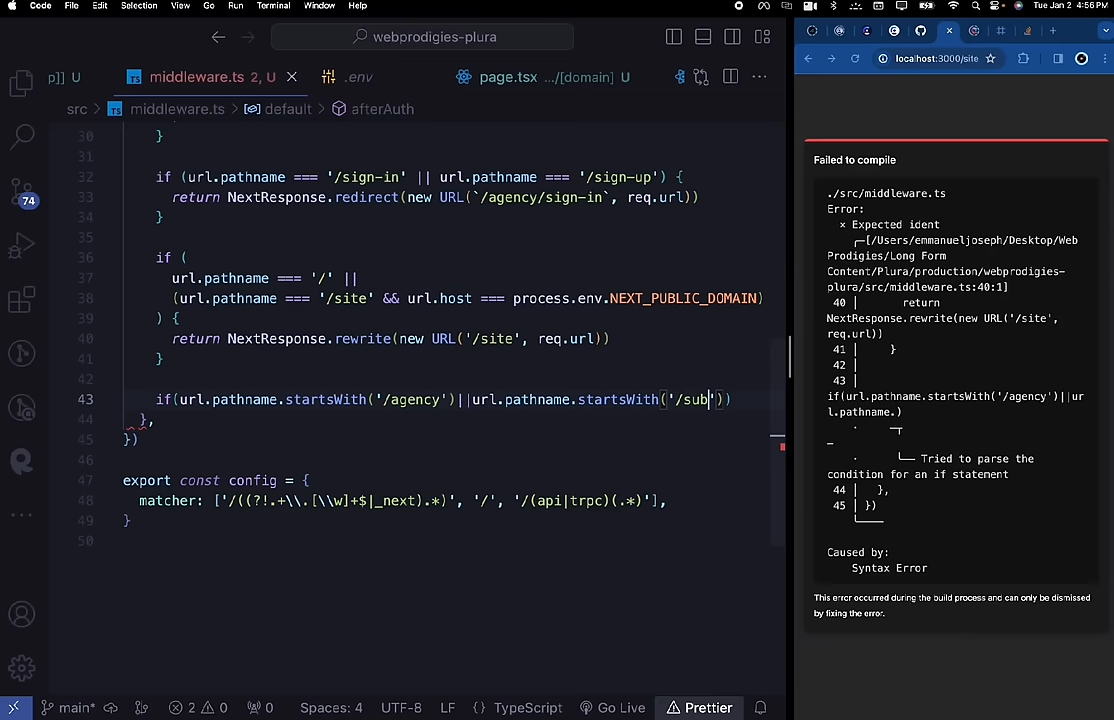 Code File Edit Selection View Go Run Terminal Window Help
Tue Jan 2 4:56 PM
webprodigies-plura
p]] U
TS middleware.ts 2, U
.env
page.tsx .../[domain] U
src > TS middleware.ts > default > afterAuth
74
30 }
31
32 if (url.pathname === '/sign-in' || url.pathname === '/sign-up') {
33 return NextResponse.redirect(new URL(`/agency/sign-in`, req.url))
34 }
35
36 if (
37 url.pathname === '/' ||
38 (url.pathname === '/site' && url.host === process.env.NEXT_PUBLIC_DOMAIN)
39 ) {
40 return NextResponse.rewrite(new URL('/site', req.url))
41 }
42
43 if(url.pathname.startsWith('/agency')||url.pathname.startsWith('/sub'))
44 },
45 })
46
47 export const config = {
48 matcher: ['/((?!.+\\.[\\w]+$|_next).*)', '/', '/(api|trpc)(.*)'],
49 }
50
main* 2 0 0 Spaces: 4 UTF-8 LF {} TypeScript Go Live Prettier
localhost:3000/site
Failed to compile
./src/middleware.ts
Error:
× Expected ident
╭─[/Users/emmanueljoseph/Desktop/Web
Prodigies/Long Form
Content/Plura/production/webprodigies-
plura/src/middleware.ts:40:1]
40 │ return
NextResponse.rewrite(new URL('/site',
req.url))
41 │ }
42 │
43 │
if(url.pathname.startsWith('/agency')||ur
l.pathname.)
· ─┬
─
· ╰── Tried to parse the
condition for an if statement
44 │ },
45 │ })
╰────
Caused by:
Syntax Error
This error occurred during the build process and can only be dismissed
by fixing the error.